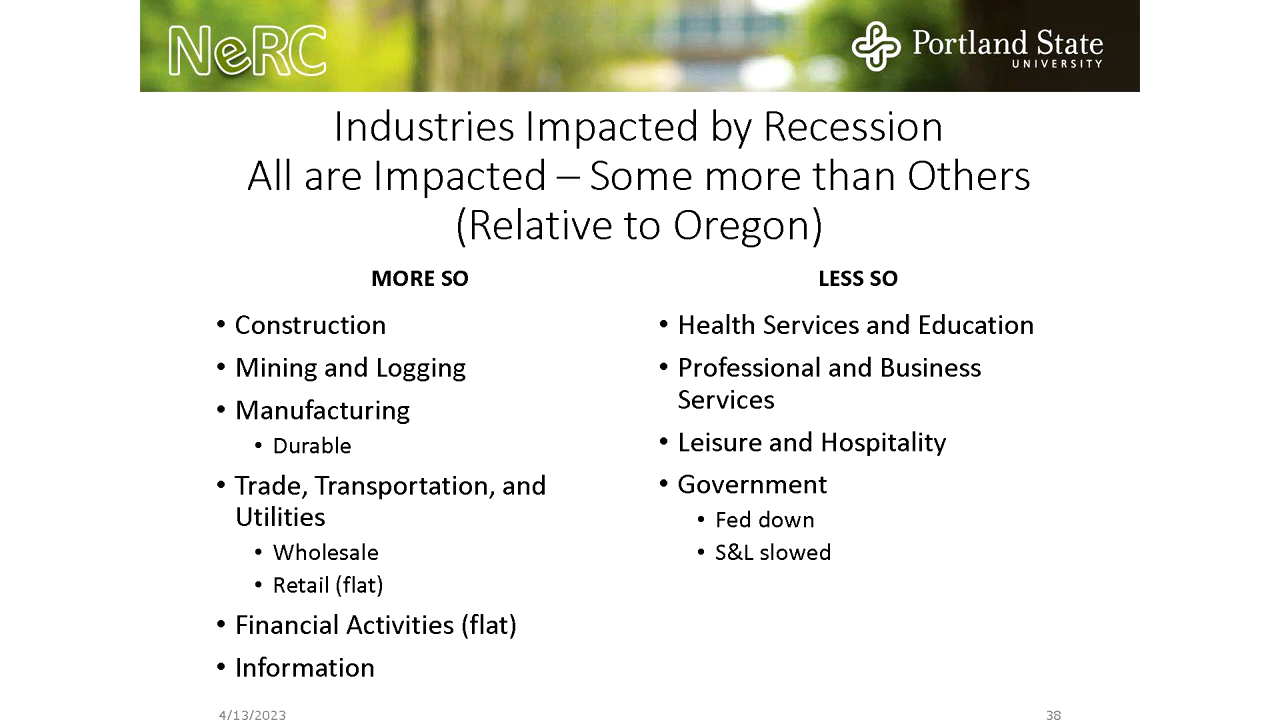 NeRC
Portland State
UNIVERSITY
Industries Impacted by Recession
All are Impacted – Some more than Others
(Relative to Oregon)
MORE SO
• Construction
• Mining and Logging
• Manufacturing
• Durable
• Trade, Transportation, and
Utilities
• Wholesale
• Retail (flat)
• Financial Activities (flat)
• Information
LESS SO
• Health Services and Education
• Professional and Business
Services
• Leisure and Hospitality
• Government
• Fed down
• S&L slowed
4/13/2023
38